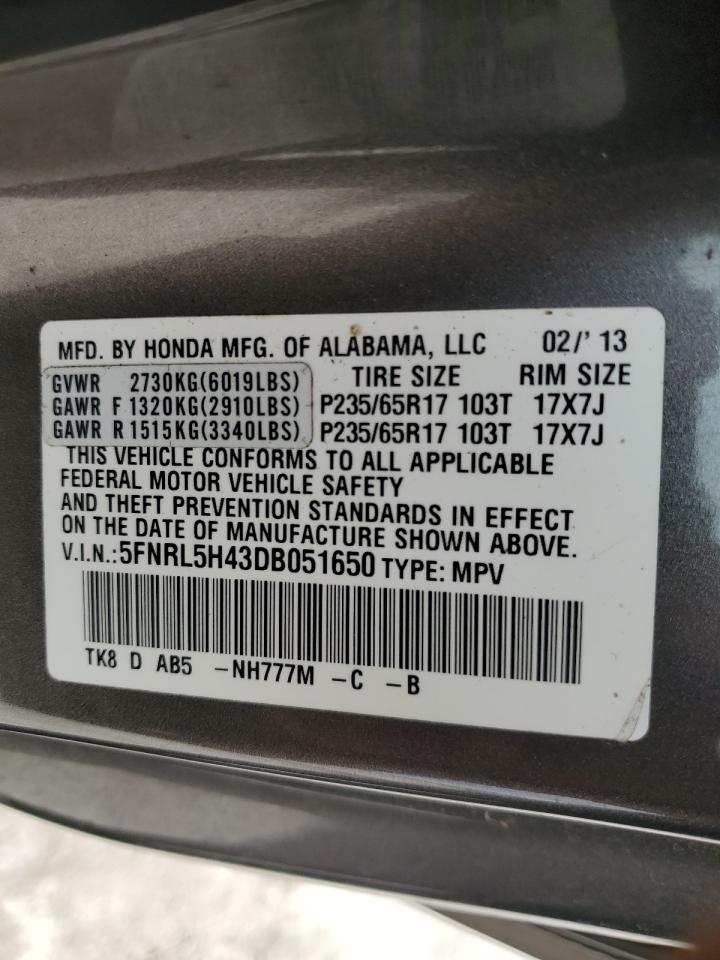 MFD. BY HONDA MFG. OF ALABAMA, LLC 02/'13
GVWR 2730KG(6019LBS) TIRE SIZE RIM SIZE
GAWR F 1320KG(2910LBS) P235/65R17 103T 17X7J
GAWR R 1515KG(3340LBS) P235/65R17 103T 17X7J
THIS VEHICLE CONFORMS TO ALL APPLICABLE
FEDERAL MOTOR VEHICLE SAFETY
AND THEFT PREVENTION STANDARDS IN EFFECT
ON THE DATE OF MANUFACTURE SHOWN ABOVE.
V.I.N.:5FNRL5H43DB051650 TYPE: MPV
TK8 D AB5 -NH777M -C -B